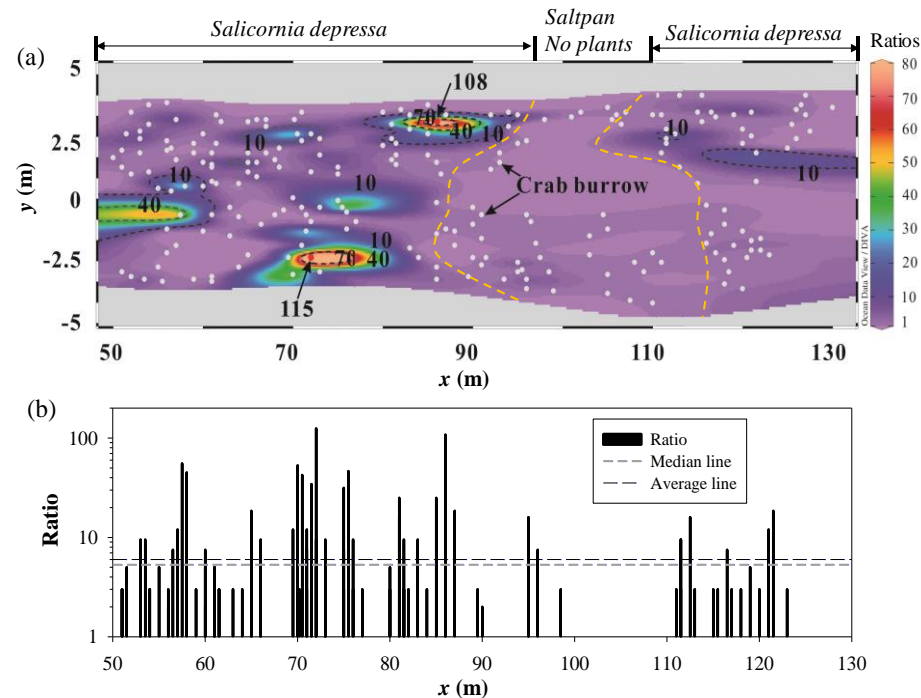 Salicornia depressa
Saltpan
No plants
Salicornia depressa
Ratios
(a)
5
2.5
0
-2.5
-5
y (m)
108
70
40
10
10
10
40
10
10
70
40
115
10
10
Crab burrow
80
70
60
50
40
30
20
10
1
Ocean Data View / DIVA
50
70
90
110
130
x (m)
(b)
100
10
1
Ratio
Ratio
Median line
Average line
50
60
70
80
90
100
110
120
130
x (m)